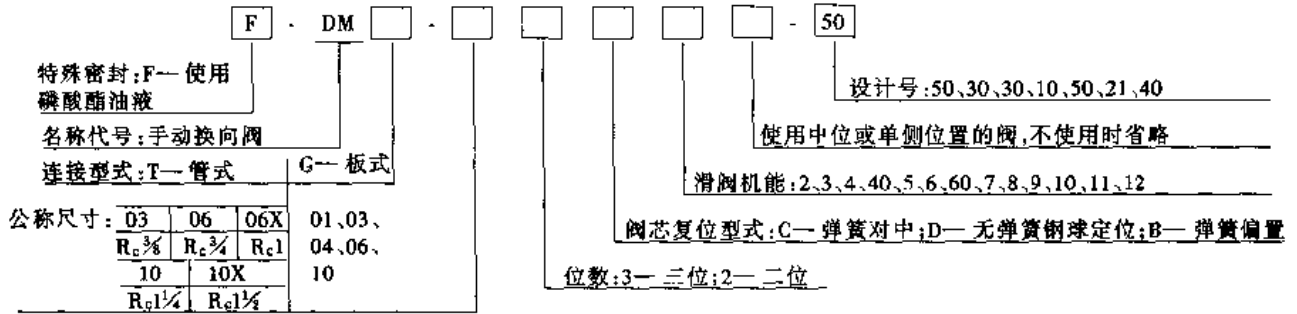 F - DM□ - □ □ □ □ □ - 50
特殊密封:F—使用
磷酸酯油液
设计号:50、30、30、10、50、21、40
名称代号:手动换向阀
使用中位或单侧位置的阀,不使用时省略
连接型式:T—管式 G—板式
滑阀机能:2、3、4、40、5、6、60、7、8、9、10、11、12
公称尺寸: 03 06 06X 01、03、
阀芯复位型式:C—弹簧对中;D—无弹簧钢球定位;B—弹簧偏置
Rc⅜ Rc¾ Rc1 04、06、
10 10X 10
位数:3—三位;2—二位
Rc1¼ Rc1½